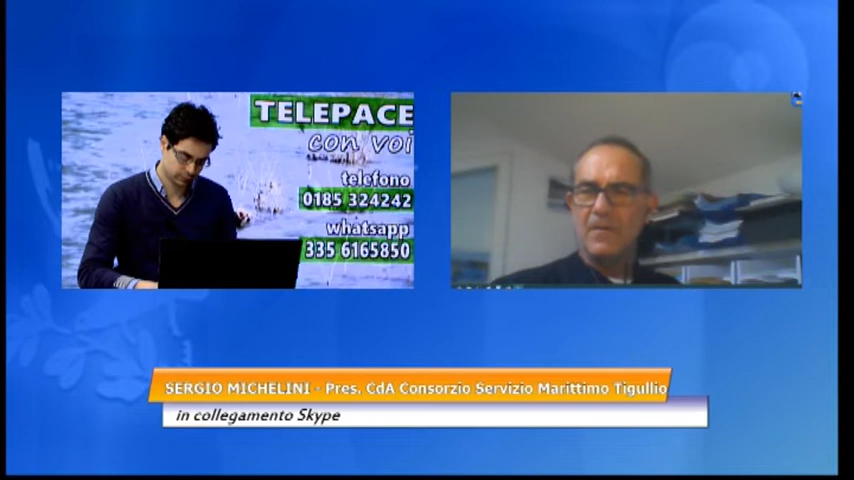 TELEPACE
con voi
telefono
0185 324242
whatsapp
335 6165850
SERGIO MICHELINI - Pres. CdA Consorzio Servizio Marittimo Tigullio
in collegamento Skype